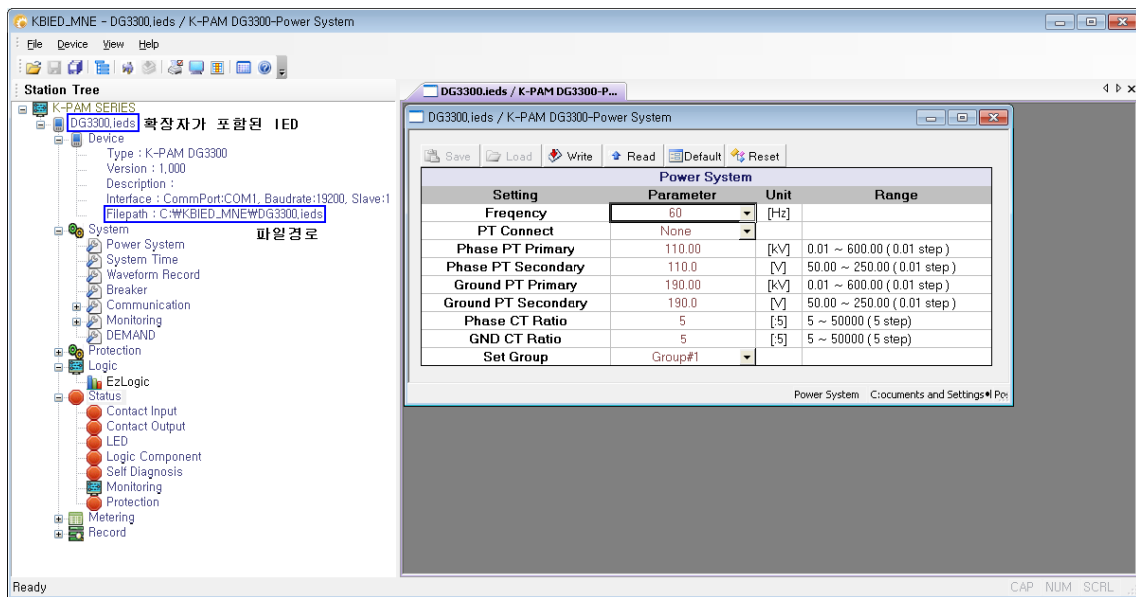 KBIED_MNE - DG3300.ieds / K-PAM DG3300-Power System
File Device View Help
Station Tree
K-PAM SERIES
DG3300.ieds 확장자가 포함된 IED
Device
Type : K-PAM DG3300
Version : 1,000
Description :
Interface : CommPort:COM1, Baudrate:19200, Slave:1
Filepath : C:₩KBIED_MNE₩DG3300.ieds
파일경로
System
Power System
System Time
Waveform Record
Breaker
Communication
Monitoring
DEMAND
Protection
Logic
EzLogic
Status
Contact Input
Contact Output
LED
Logic Component
Self Diagnosis
Monitoring
Protection
Metering
Record
DG3300.ieds / K-PAM DG3300-P...
DG3300.ieds / K-PAM DG3300-Power System
Save Load Write Read Default Reset
Power System
Setting Parameter Unit Range
Freqency 60 [Hz]
PT Connect None
Phase PT Primary 110.00 [kV] 0.01 ~ 600.00 ( 0.01 step )
Phase PT Secondary 110.0 [V] 50.00 ~ 250.00 ( 0.01 step )
Ground PT Primary 190.00 [kV] 0.01 ~ 600.00 ( 0.01 step )
Ground PT Secondary 190.0 [V] 50.00 ~ 250.00 ( 0.01 step )
Phase CT Ratio 5 [:5] 5 ~ 50000 ( 5 step)
GND CT Ratio 5 [:5] 5 ~ 50000 ( 5 step)
Set Group Group#1
Power System C:ocuments and Settings
Ready CAP NUM SCRL